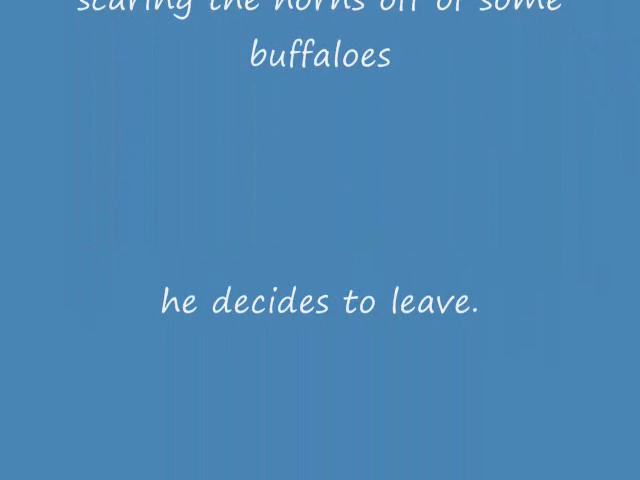 scaring the horns off of some
buffaloes
he decides to leave.